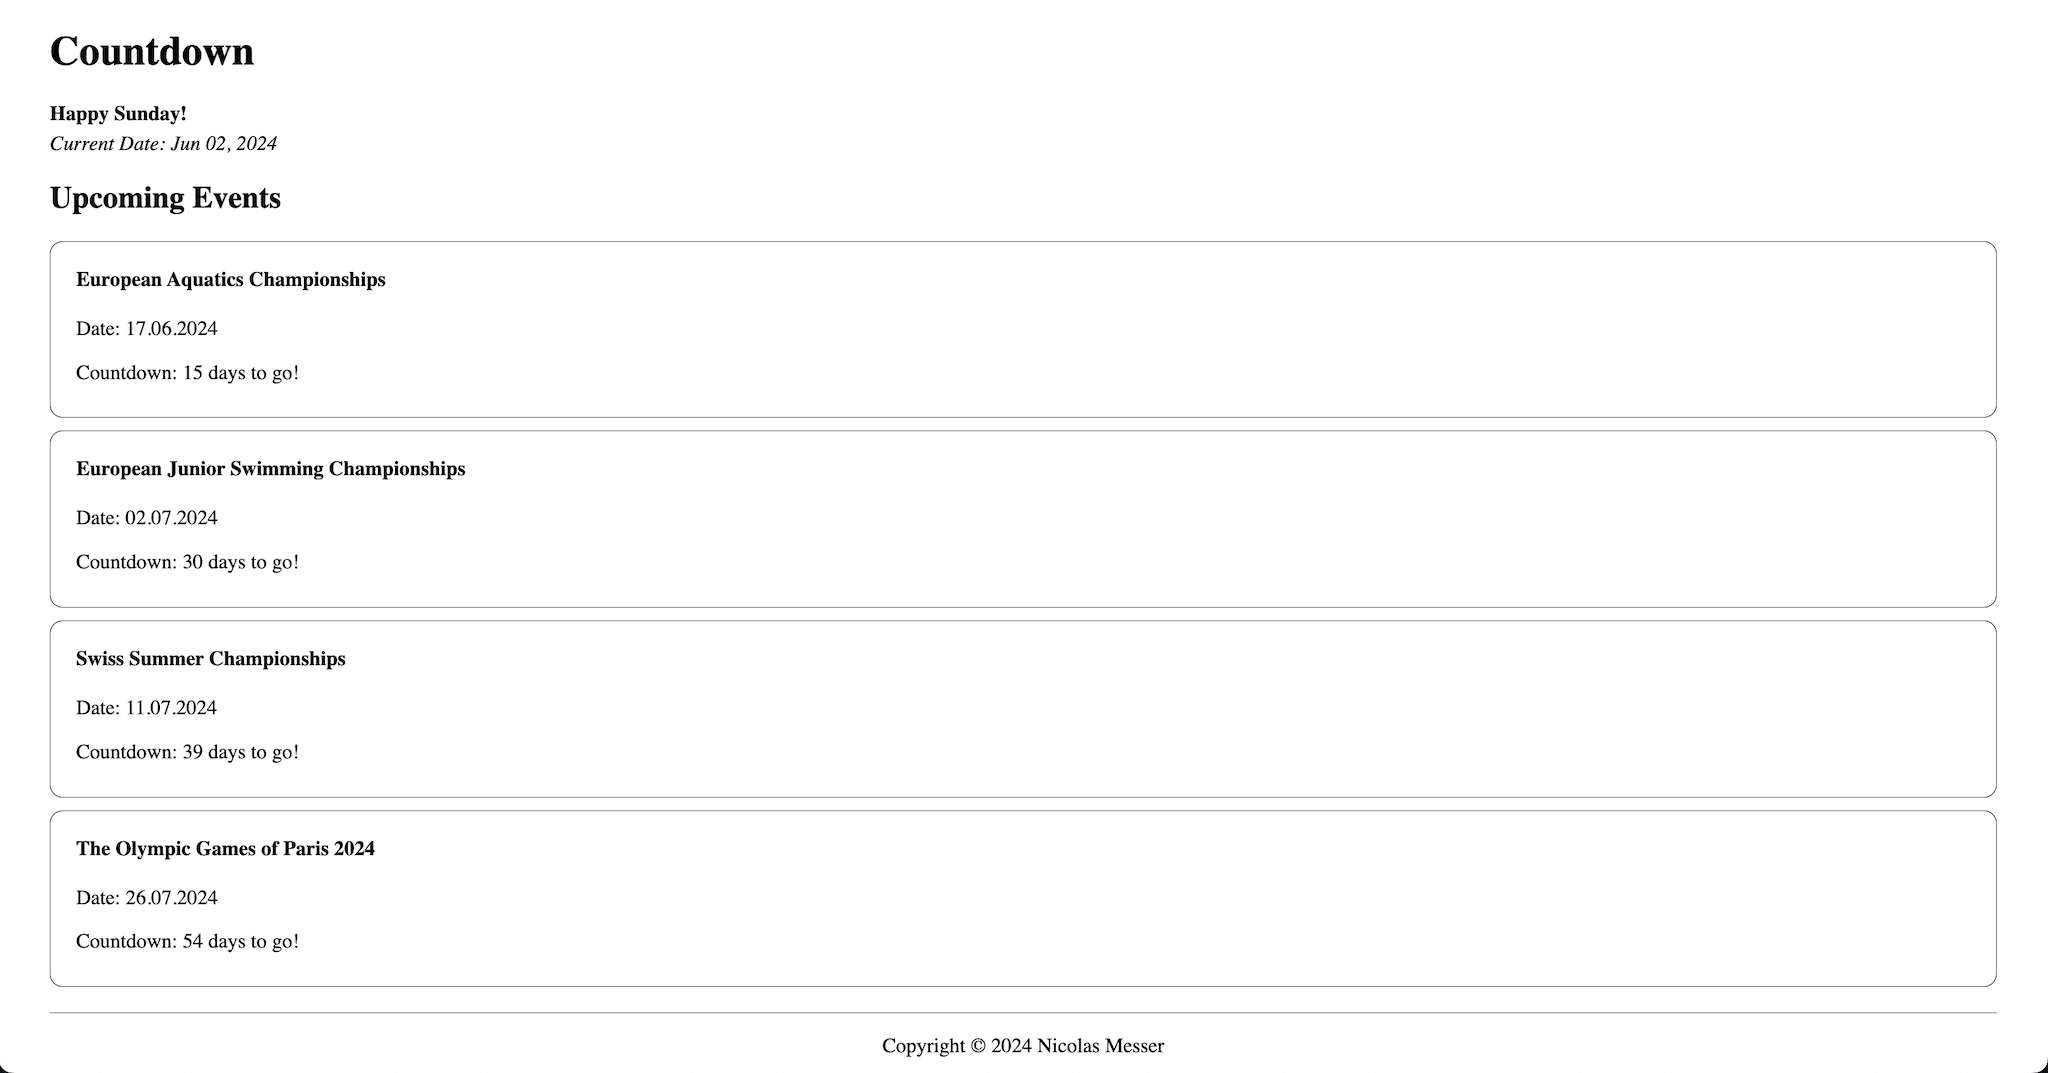 Countdown
Happy Sunday!
Current Date: Jun 02, 2024
Upcoming Events
European Aquatics Championships
Date: 17.06.2024
Countdown: 15 days to go!
European Junior Swimming Championships
Date: 02.07.2024
Countdown: 30 days to go!
Swiss Summer Championships
Date: 11.07.2024
Countdown: 39 days to go!
The Olympic Games of Paris 2024
Date: 26.07.2024
Countdown: 54 days to go!
Copyright © 2024 Nicolas Messer